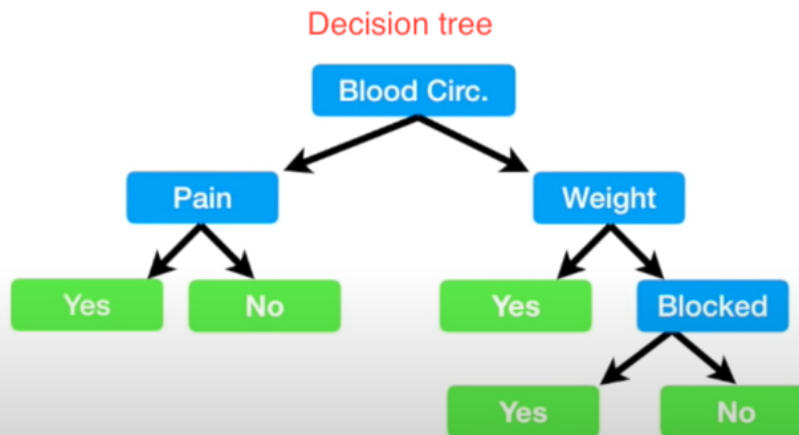 Decision tree
Blood Circ.
Pain
Weight
Yes
No
Yes
Blocked
Yes
No